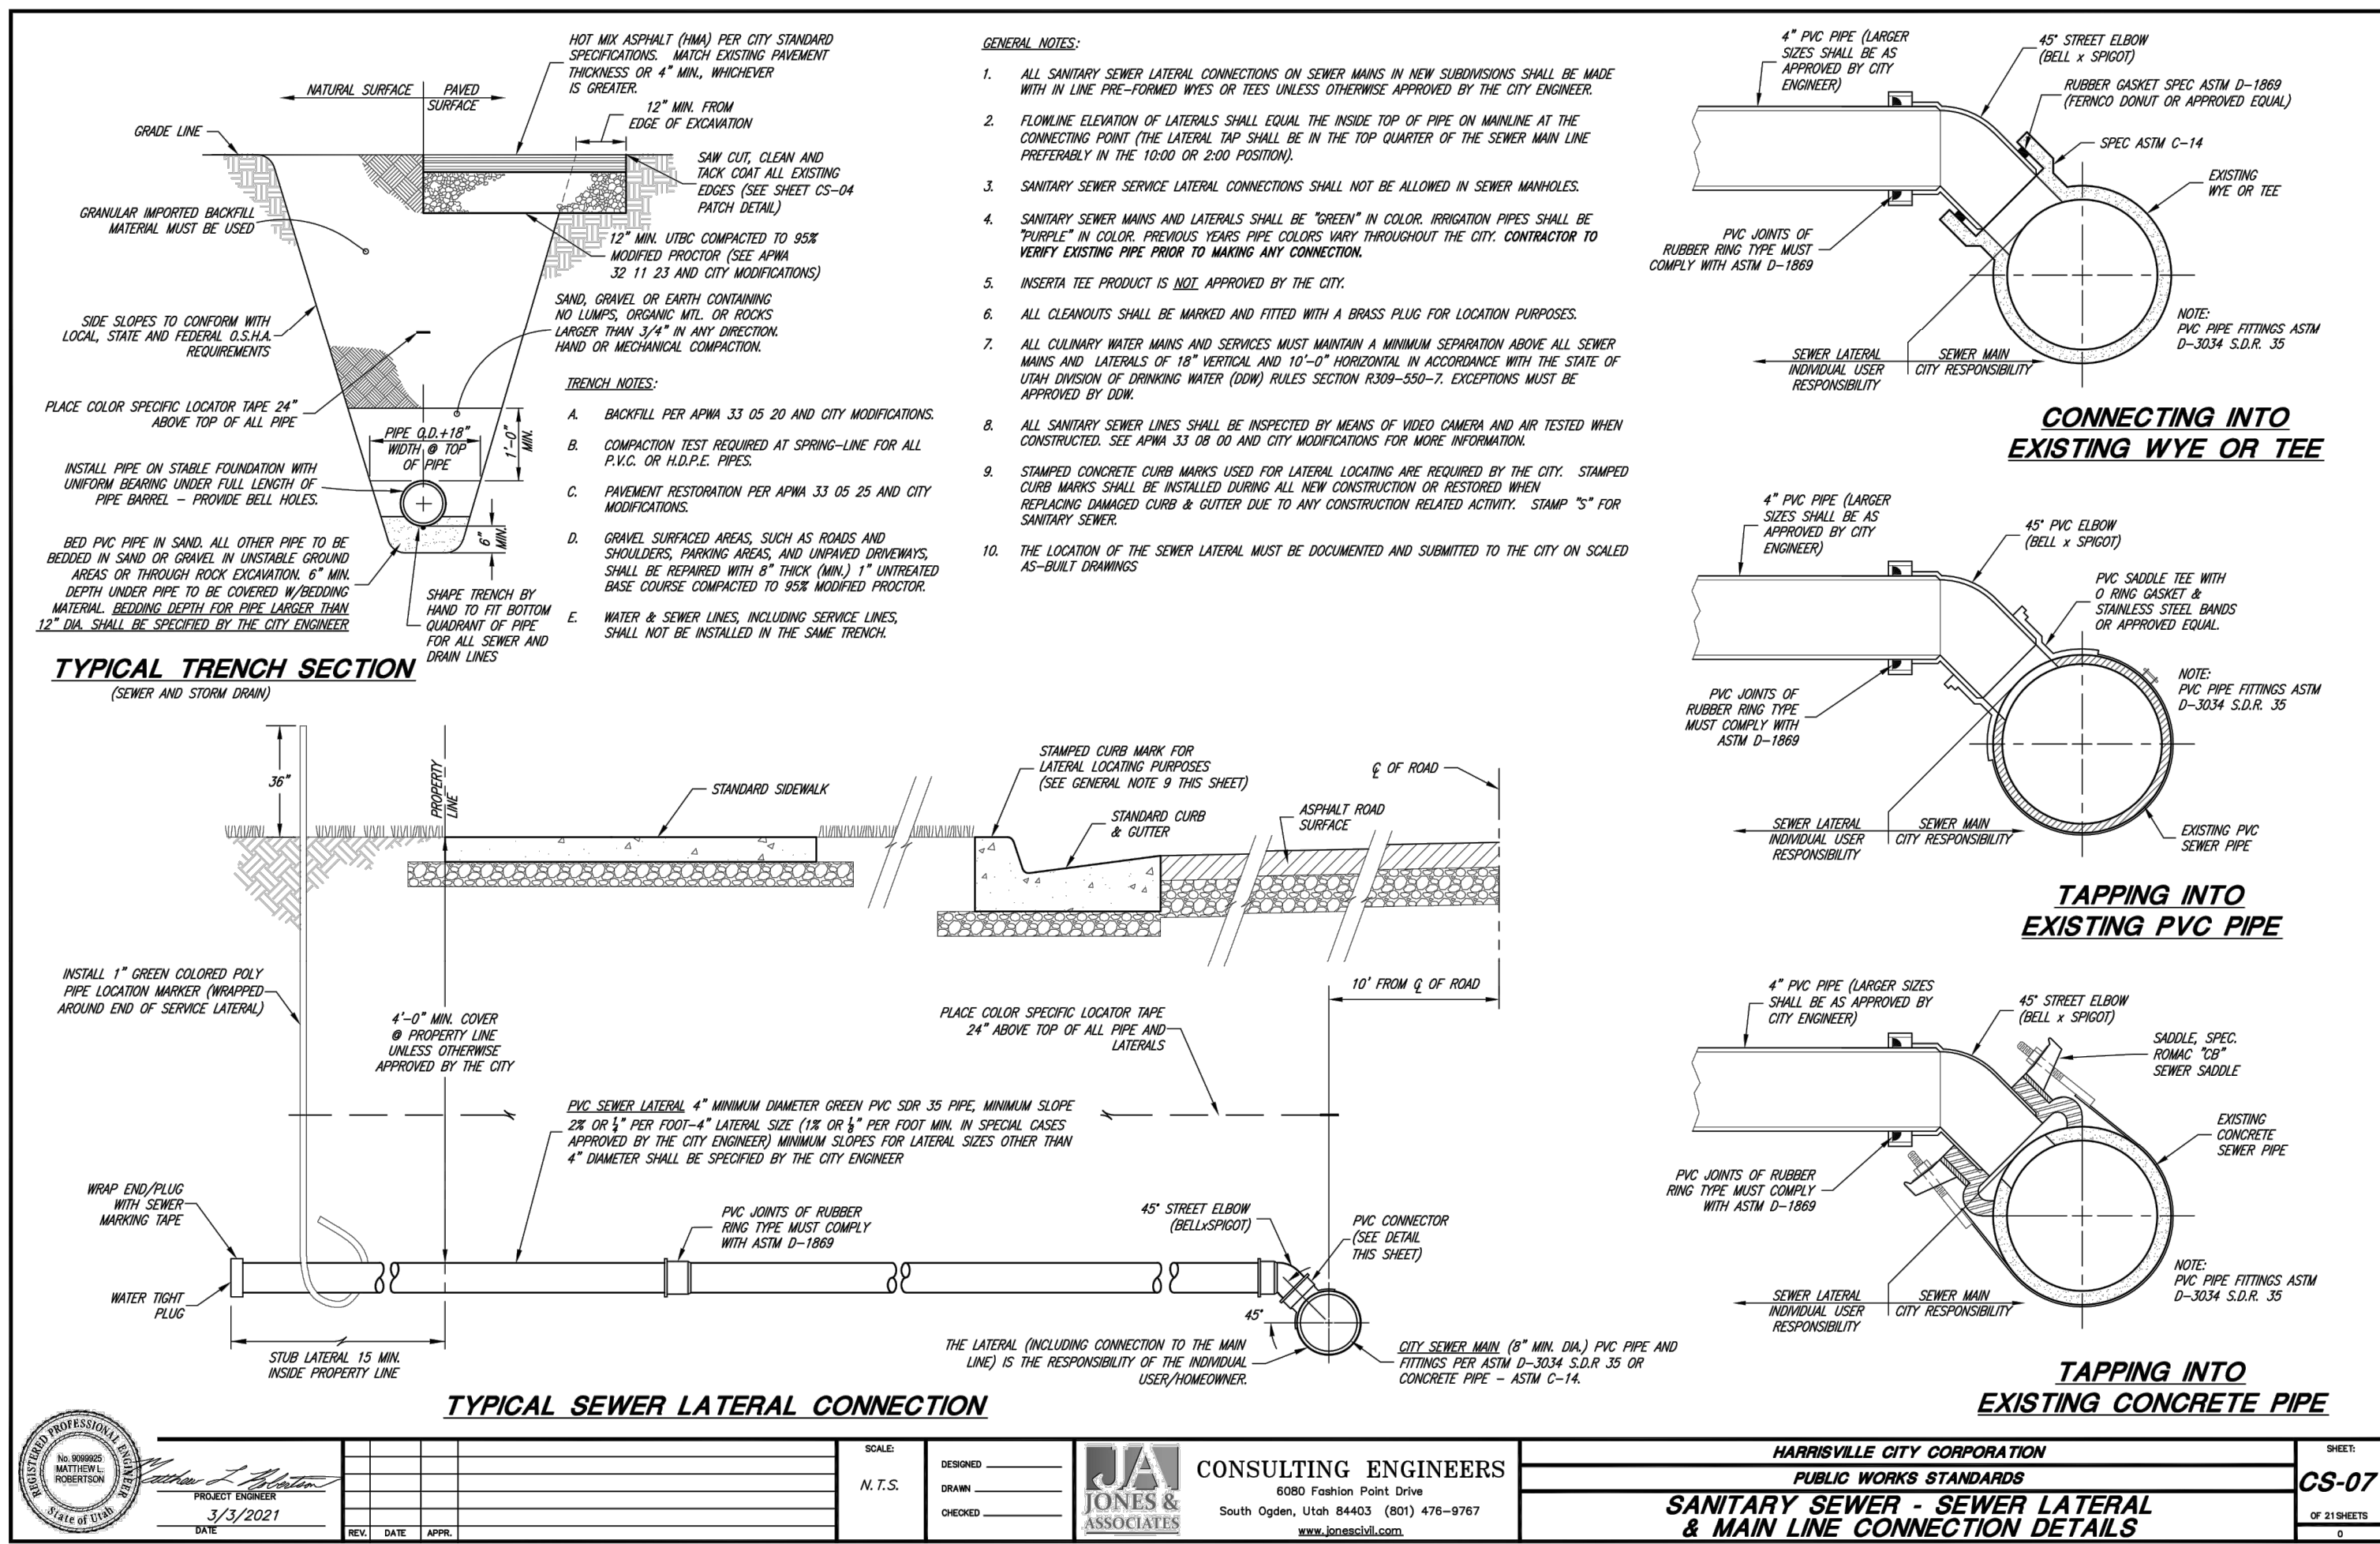 HOT MIX ASPHALT (HMA) PER CITY STANDARD
SPECIFICATIONS. MATCH EXISTING PAVEMENT
THICKNESS OR 4" MIN., WHICHEVER
IS GREATER.
NATURAL SURFACE
PAVED
SURFACE
12" MIN. FROM
EDGE OF EXCAVATION
GRADE LINE
SAW CUT, CLEAN AND
TACK COAT ALL EXISTING
EDGES (SEE SHEET CS-04
PATCH DETAIL)
GRANULAR IMPORTED BACKFILL
MATERIAL MUST BE USED
12" MIN. UTBC COMPACTED TO 95%
MODIFIED PROCTOR (SEE APWA
32 11 23 AND CITY MODIFICATIONS)
SAND, GRAVEL OR EARTH CONTAINING
NO LUMPS, ORGANIC MTL. OR ROCKS
LARGER THAN 3/4" IN ANY DIRECTION.
HAND OR MECHANICAL COMPACTION.
SIDE SLOPES TO CONFORM WITH
LOCAL, STATE AND FEDERAL O.S.H.A.
REQUIREMENTS
PLACE COLOR SPECIFIC LOCATOR TAPE 24"
ABOVE TOP OF ALL PIPE
PIPE O.D.+18"
WIDTH @ TOP
OF PIPE
1'-0"
MIN.
INSTALL PIPE ON STABLE FOUNDATION WITH
UNIFORM BEARING UNDER FULL LENGTH OF
PIPE BARREL - PROVIDE BELL HOLES.
6"
MIN.
BED PVC PIPE IN SAND. ALL OTHER PIPE TO BE
BEDDED IN SAND OR GRAVEL IN UNSTABLE GROUND
AREAS OR THROUGH ROCK EXCAVATION. 6" MIN.
DEPTH UNDER PIPE TO BE COVERED W/BEDDING
MATERIAL. BEDDING DEPTH FOR PIPE LARGER THAN
12" DIA. SHALL BE SPECIFIED BY THE CITY ENGINEER
SHAPE TRENCH BY
HAND TO FIT BOTTOM
QUADRANT OF PIPE
FOR ALL SEWER AND
DRAIN LINES
TYPICAL TRENCH SECTION
(SEWER AND STORM DRAIN)
TRENCH NOTES:
A. BACKFILL PER APWA 33 05 20 AND CITY MODIFICATIONS.
B. COMPACTION TEST REQUIRED AT SPRING-LINE FOR ALL
P.V.C. OR H.D.P.E. PIPES.
C. PAVEMENT RESTORATION PER APWA 33 05 25 AND CITY
MODIFICATIONS.
D. GRAVEL SURFACED AREAS, SUCH AS ROADS AND
SHOULDERS, PARKING AREAS, AND UNPAVED DRIVEWAYS,
SHALL BE REPAIRED WITH 8" THICK (MIN.) 1" UNTREATED
BASE COURSE COMPACTED TO 95% MODIFIED PROCTOR.
E. WATER & SEWER LINES, INCLUDING SERVICE LINES,
SHALL NOT BE INSTALLED IN THE SAME TRENCH.
GENERAL NOTES:
1. ALL SANITARY SEWER LATERAL CONNECTIONS ON SEWER MAINS IN NEW SUBDIVISIONS SHALL BE MADE
WITH IN LINE PRE-FORMED WYES OR TEES UNLESS OTHERWISE APPROVED BY THE CITY ENGINEER.
2. FLOWLINE ELEVATION OF LATERALS SHALL EQUAL THE INSIDE TOP OF PIPE ON MAINLINE AT THE
CONNECTING POINT (THE LATERAL TAP SHALL BE IN THE TOP QUARTER OF THE SEWER MAIN LINE
PREFERABLY IN THE 10:00 OR 2:00 POSITION).
3. SANITARY SEWER SERVICE LATERAL CONNECTIONS SHALL NOT BE ALLOWED IN SEWER MANHOLES.
4. SANITARY SEWER MAINS AND LATERALS SHALL BE "GREEN" IN COLOR. IRRIGATION PIPES SHALL BE
"PURPLE" IN COLOR. PREVIOUS YEARS PIPE COLORS VARY THROUGHOUT THE CITY. CONTRACTOR TO
VERIFY EXISTING PIPE PRIOR TO MAKING ANY CONNECTION.
5. INSERTA TEE PRODUCT IS NOT APPROVED BY THE CITY.
6. ALL CLEANOUTS SHALL BE MARKED AND FITTED WITH A BRASS PLUG FOR LOCATION PURPOSES.
7. ALL CULINARY WATER MAINS AND SERVICES MUST MAINTAIN A MINIMUM SEPARATION ABOVE ALL SEWER
MAINS AND LATERALS OF 18" VERTICAL AND 10'-0" HORIZONTAL IN ACCORDANCE WITH THE STATE OF
UTAH DIVISION OF DRINKING WATER (DDW) RULES SECTION R309-550-7. EXCEPTIONS MUST BE
APPROVED BY DDW.
8. ALL SANITARY SEWER LINES SHALL BE INSPECTED BY MEANS OF VIDEO CAMERA AND AIR TESTED WHEN
CONSTRUCTED. SEE APWA 33 08 00 AND CITY MODIFICATIONS FOR MORE INFORMATION.
9. STAMPED CONCRETE CURB MARKS USED FOR LATERAL LOCATING ARE REQUIRED BY THE CITY. STAMPED
CURB MARKS SHALL BE INSTALLED DURING ALL NEW CONSTRUCTION OR RESTORED WHEN
REPLACING DAMAGED CURB & GUTTER DUE TO ANY CONSTRUCTION RELATED ACTIVITY. STAMP "S" FOR
SANITARY SEWER.
10. THE LOCATION OF THE SEWER LATERAL MUST BE DOCUMENTED AND SUBMITTED TO THE CITY ON SCALED
AS-BUILT DRAWINGS
4" PVC PIPE (LARGER
SIZES SHALL BE AS
APPROVED BY CITY
ENGINEER)
45° STREET ELBOW
(BELL x SPIGOT)
RUBBER GASKET SPEC ASTM D-1869
(FERNCO DONUT OR APPROVED EQUAL)
SPEC ASTM C-14
EXISTING
WYE OR TEE
PVC JOINTS OF
RUBBER RING TYPE MUST
COMPLY WITH ASTM D-1869
NOTE:
PVC PIPE FITTINGS ASTM
D-3034 S.D.R. 35
SEWER LATERAL
INDIVIDUAL USER
RESPONSIBILITY
SEWER MAIN
CITY RESPONSIBILITY
CONNECTING INTO
EXISTING WYE OR TEE
4" PVC PIPE (LARGER
SIZES SHALL BE AS
APPROVED BY CITY
ENGINEER)
45° PVC ELBOW
(BELL x SPIGOT)
PVC SADDLE TEE WITH
O RING GASKET &
STAINLESS STEEL BANDS
OR APPROVED EQUAL.
NOTE:
PVC PIPE FITTINGS ASTM
D-3034 S.D.R. 35
PVC JOINTS OF
RUBBER RING TYPE
MUST COMPLY WITH
ASTM D-1869
SEWER LATERAL
INDIVIDUAL USER
RESPONSIBILITY
SEWER MAIN
CITY RESPONSIBILITY
EXISTING PVC
SEWER PIPE
TAPPING INTO
EXISTING PVC PIPE
4" PVC PIPE (LARGER SIZES
SHALL BE AS APPROVED BY
CITY ENGINEER)
45° STREET ELBOW
(BELL x SPIGOT)
SADDLE, SPEC.
ROMAC "CB"
SEWER SADDLE
EXISTING
CONCRETE
SEWER PIPE
PVC JOINTS OF RUBBER
RING TYPE MUST COMPLY
WITH ASTM D-1869
NOTE:
PVC PIPE FITTINGS ASTM
D-3034 S.D.R. 35
SEWER LATERAL
INDIVIDUAL USER
RESPONSIBILITY
SEWER MAIN
CITY RESPONSIBILITY
TAPPING INTO
EXISTING CONCRETE PIPE
36"
PROPERTY
LINE
STANDARD SIDEWALK
STAMPED CURB MARK FOR
LATERAL LOCATING PURPOSES
(SEE GENERAL NOTE 9 THIS SHEET)
STANDARD CURB
& GUTTER
ASPHALT ROAD
SURFACE
℄ OF ROAD
10' FROM ℄ OF ROAD
INSTALL 1" GREEN COLORED POLY
PIPE LOCATION MARKER (WRAPPED
AROUND END OF SERVICE LATERAL)
4'-0" MIN. COVER
@ PROPERTY LINE
UNLESS OTHERWISE
APPROVED BY THE CITY
PLACE COLOR SPECIFIC LOCATOR TAPE
24" ABOVE TOP OF ALL PIPE AND
LATERALS
PVC SEWER LATERAL 4" MINIMUM DIAMETER GREEN PVC SDR 35 PIPE, MINIMUM SLOPE
2% OR 1/4" PER FOOT-4" LATERAL SIZE (1% OR 1/8" PER FOOT MIN. IN SPECIAL CASES
APPROVED BY THE CITY ENGINEER) MINIMUM SLOPES FOR LATERAL SIZES OTHER THAN
4" DIAMETER SHALL BE SPECIFIED BY THE CITY ENGINEER
WRAP END/PLUG
WITH SEWER
MARKING TAPE
PVC JOINTS OF RUBBER
RING TYPE MUST COMPLY
WITH ASTM D-1869
45° STREET ELBOW
(BELLxSPIGOT)
PVC CONNECTOR
(SEE DETAIL
THIS SHEET)
WATER TIGHT
PLUG
45°
STUB LATERAL 15 MIN.
INSIDE PROPERTY LINE
THE LATERAL (INCLUDING CONNECTION TO THE MAIN
LINE) IS THE RESPONSIBILITY OF THE INDIVIDUAL
USER/HOMEOWNER.
CITY SEWER MAIN (8" MIN. DIA.) PVC PIPE AND
FITTINGS PER ASTM D-3034 S.D.R 35 OR
CONCRETE PIPE - ASTM C-14.
TYPICAL SEWER LATERAL CONNECTION
REGISTERED PROFESSIONAL ENGINEER
No. 9099925
MATTHEW L.
ROBERTSON
State of Utah
Matthew L Robertson
PROJECT ENGINEER
3/3/2021
DATE
REV. DATE APPR.
SCALE:
N.T.S.
DESIGNED
DRAWN
CHECKED
JA
JONES &
ASSOCIATES
CONSULTING ENGINEERS
6080 Fashion Point Drive
South Ogden, Utah 84403 (801) 476-9767
www.jonescivil.com
HARRISVILLE CITY CORPORATION
PUBLIC WORKS STANDARDS
SANITARY SEWER - SEWER LATERAL
& MAIN LINE CONNECTION DETAILS
SHEET:
CS-07
OF 21 SHEETS
0